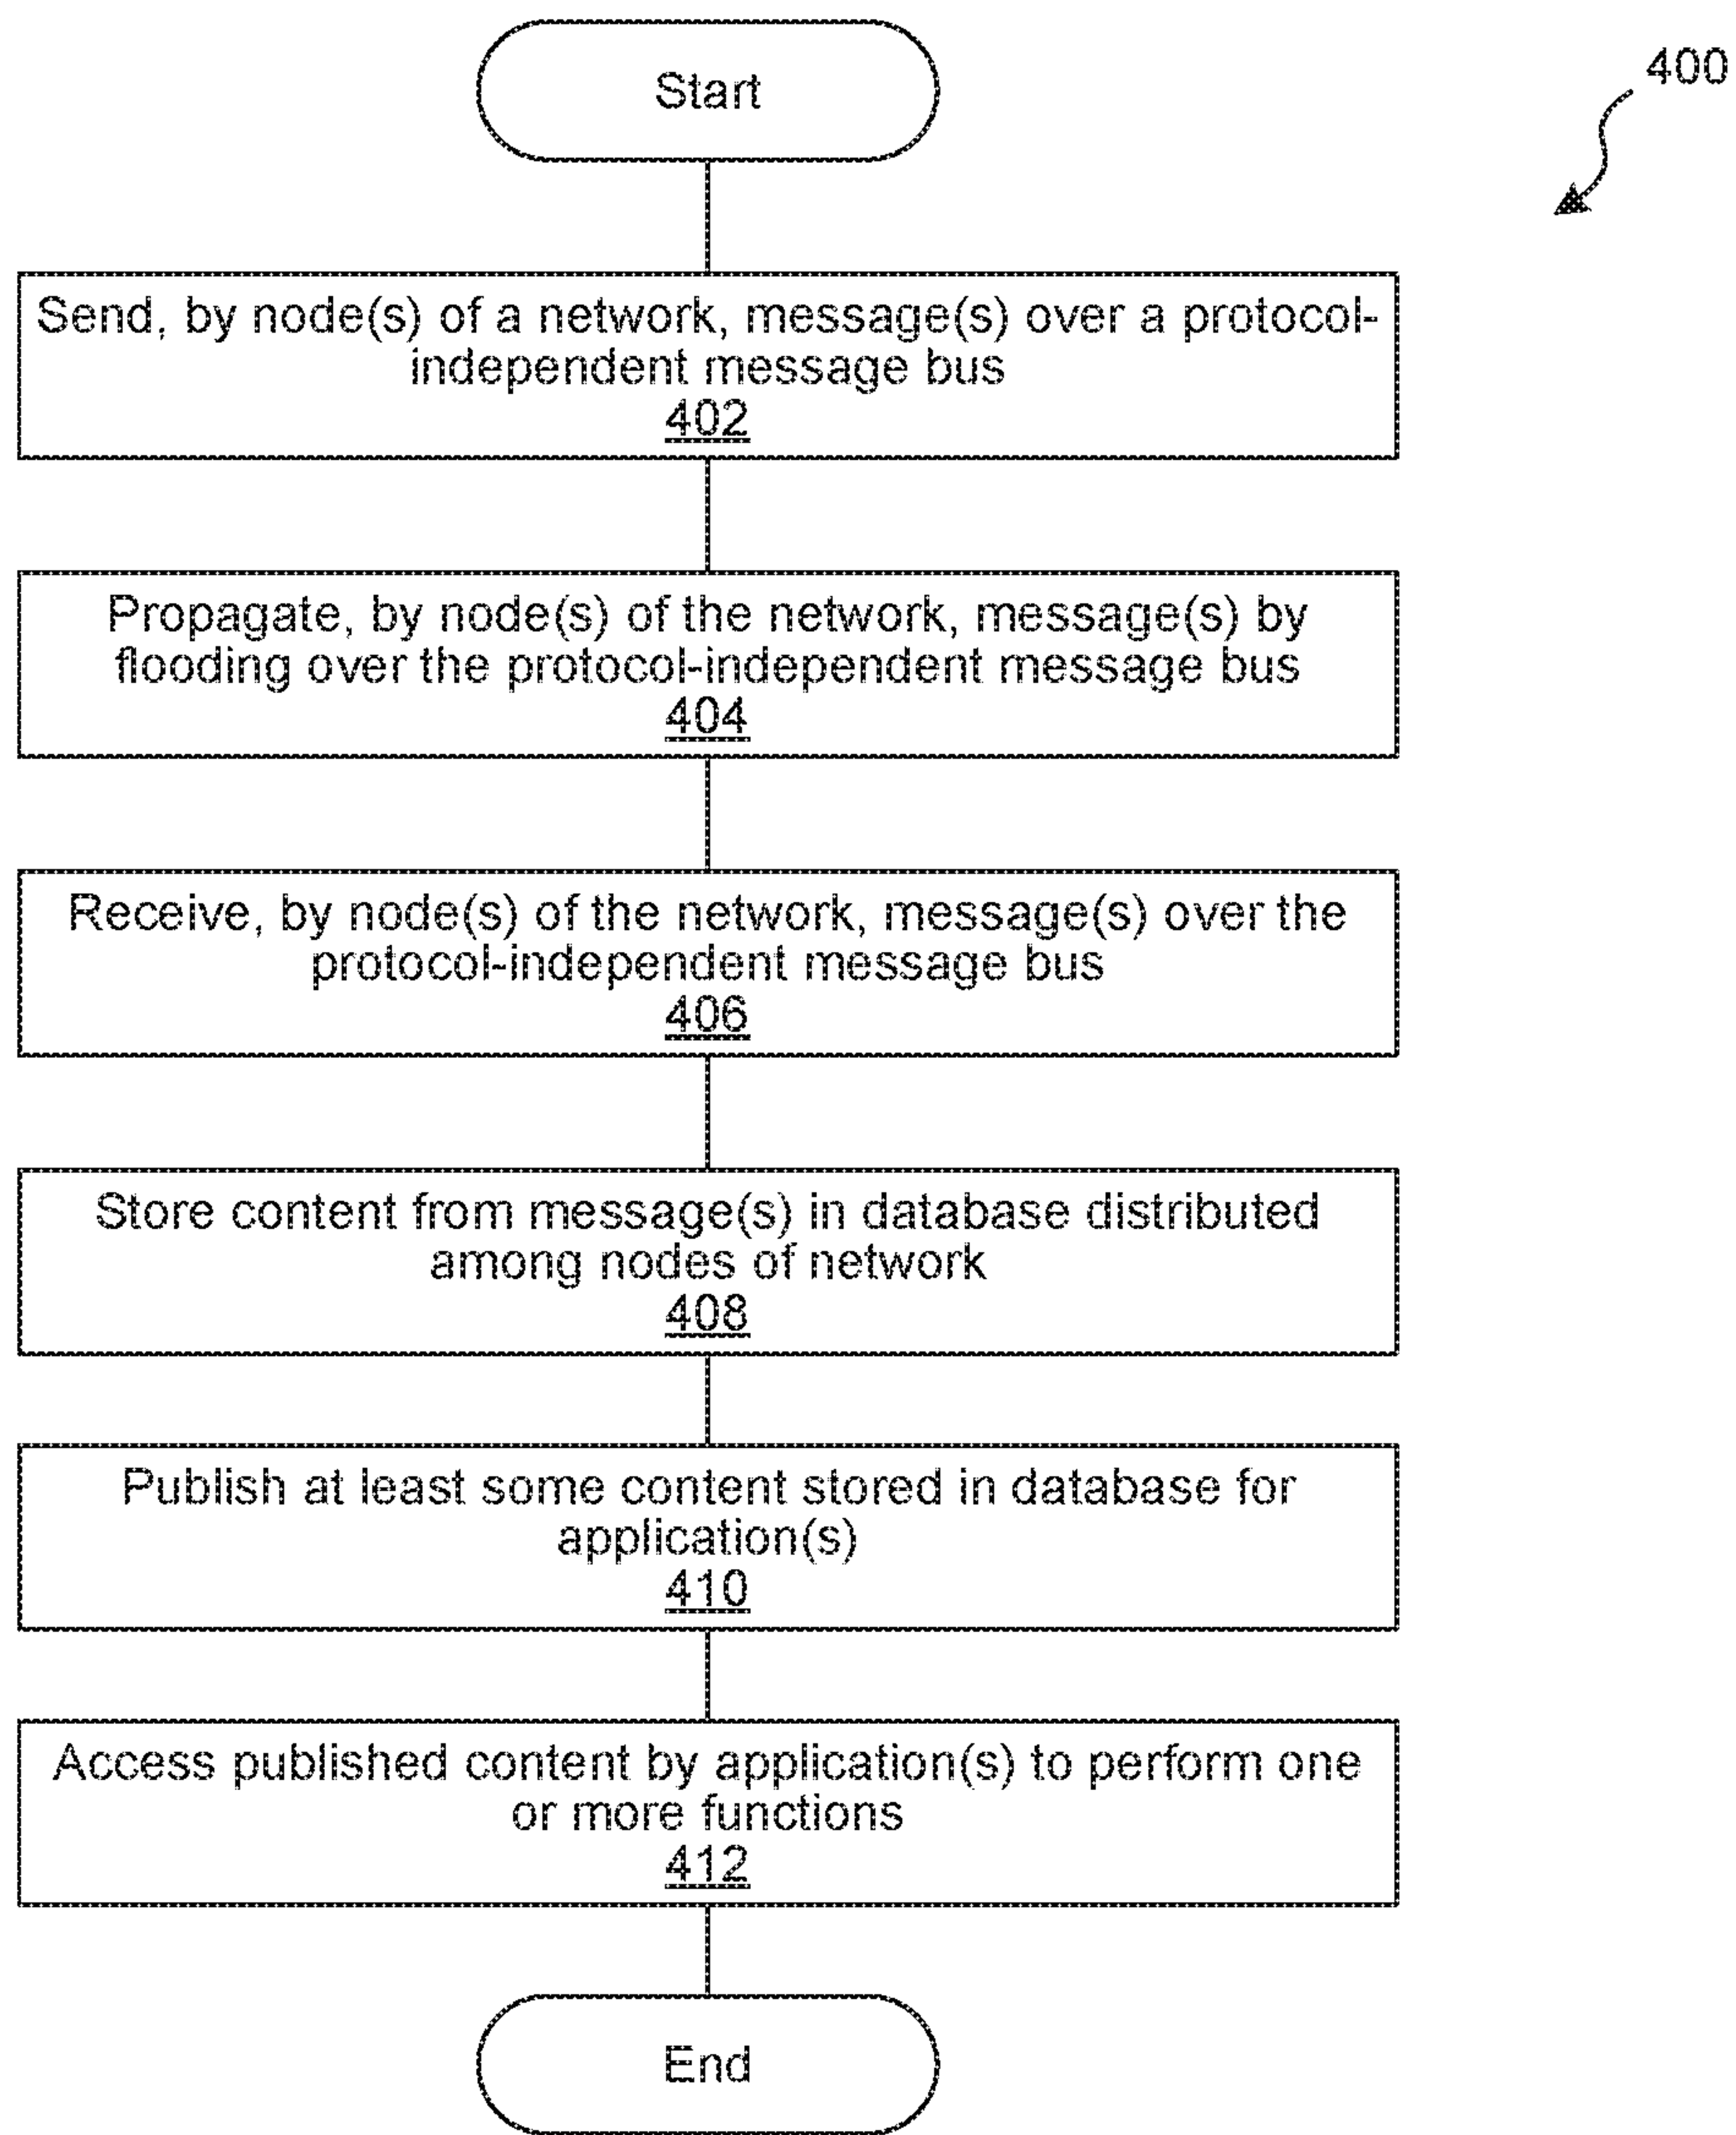 Start
400
Send, by node(s) of a network, message(s) over a protocol-
independent message bus
402
Propagate, by node(s) of the network, message(s) by
flooding over the protocol-independent message bus
404
Receive, by node(s) of the network, message(s) over the
protocol-independent message bus
406
Store content from message(s) in database distributed
among nodes of network
408
Publish at least some content stored in database for
application(s)
410
Access published content by application(s) to perform one
or more functions
412
End